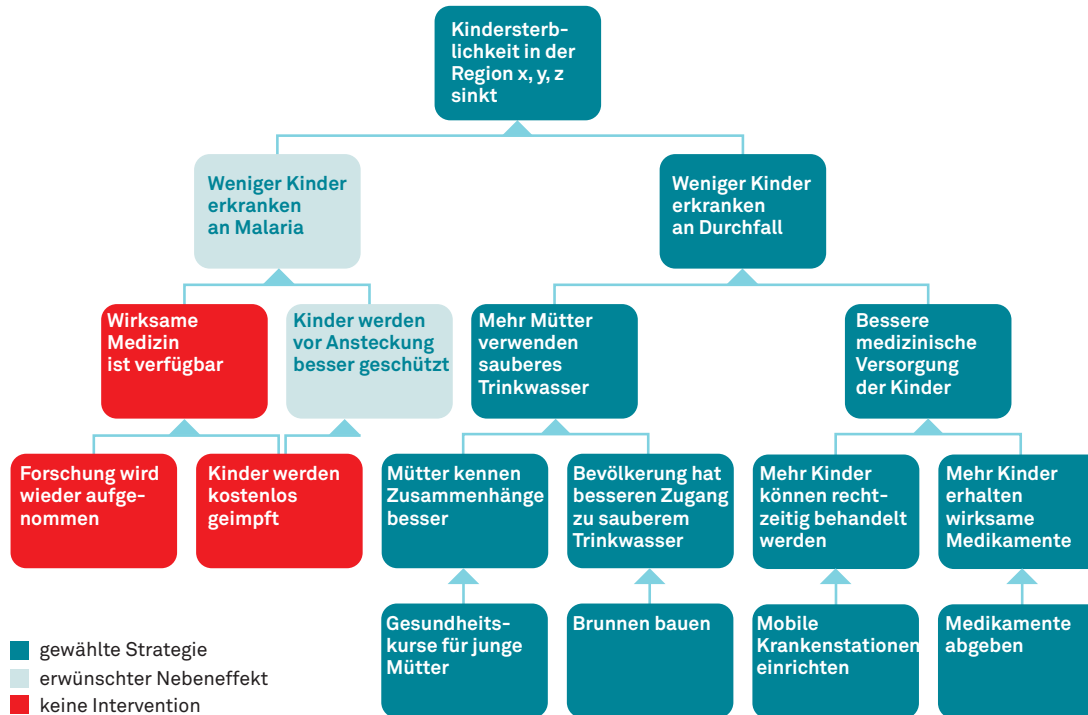 Kindersterb-
lichkeit in der
Region x, y, z
sinkt
Weniger Kinder
erkranken
an Malaria
Weniger Kinder
erkranken
an Durchfall
Wirksame
Medizin
ist verfügbar
Kinder werden
vor Ansteckung
besser geschützt
Mehr Mütter
verwenden
sauberes
Trinkwasser
Bessere
medizinische
Versorgung
der Kinder
Forschung wird
wieder aufge-
nommen
Kinder werden
kostenlos
geimpft
Mütter kennen
Zusammenhänge
besser
Bevölkerung hat
besseren Zugang
zu sauberem
Trinkwasser
Mehr Kinder
können recht-
zeitig behandelt
werden
Mehr Kinder
erhalten
wirksame
Medikamente
Gesundheits-
kurse für junge
Mütter
Brunnen bauen
Mobile
Krankenstationen
einrichten
Medikamente
abgeben
gewählte Strategie
erwünschter Nebeneffekt
keine Intervention